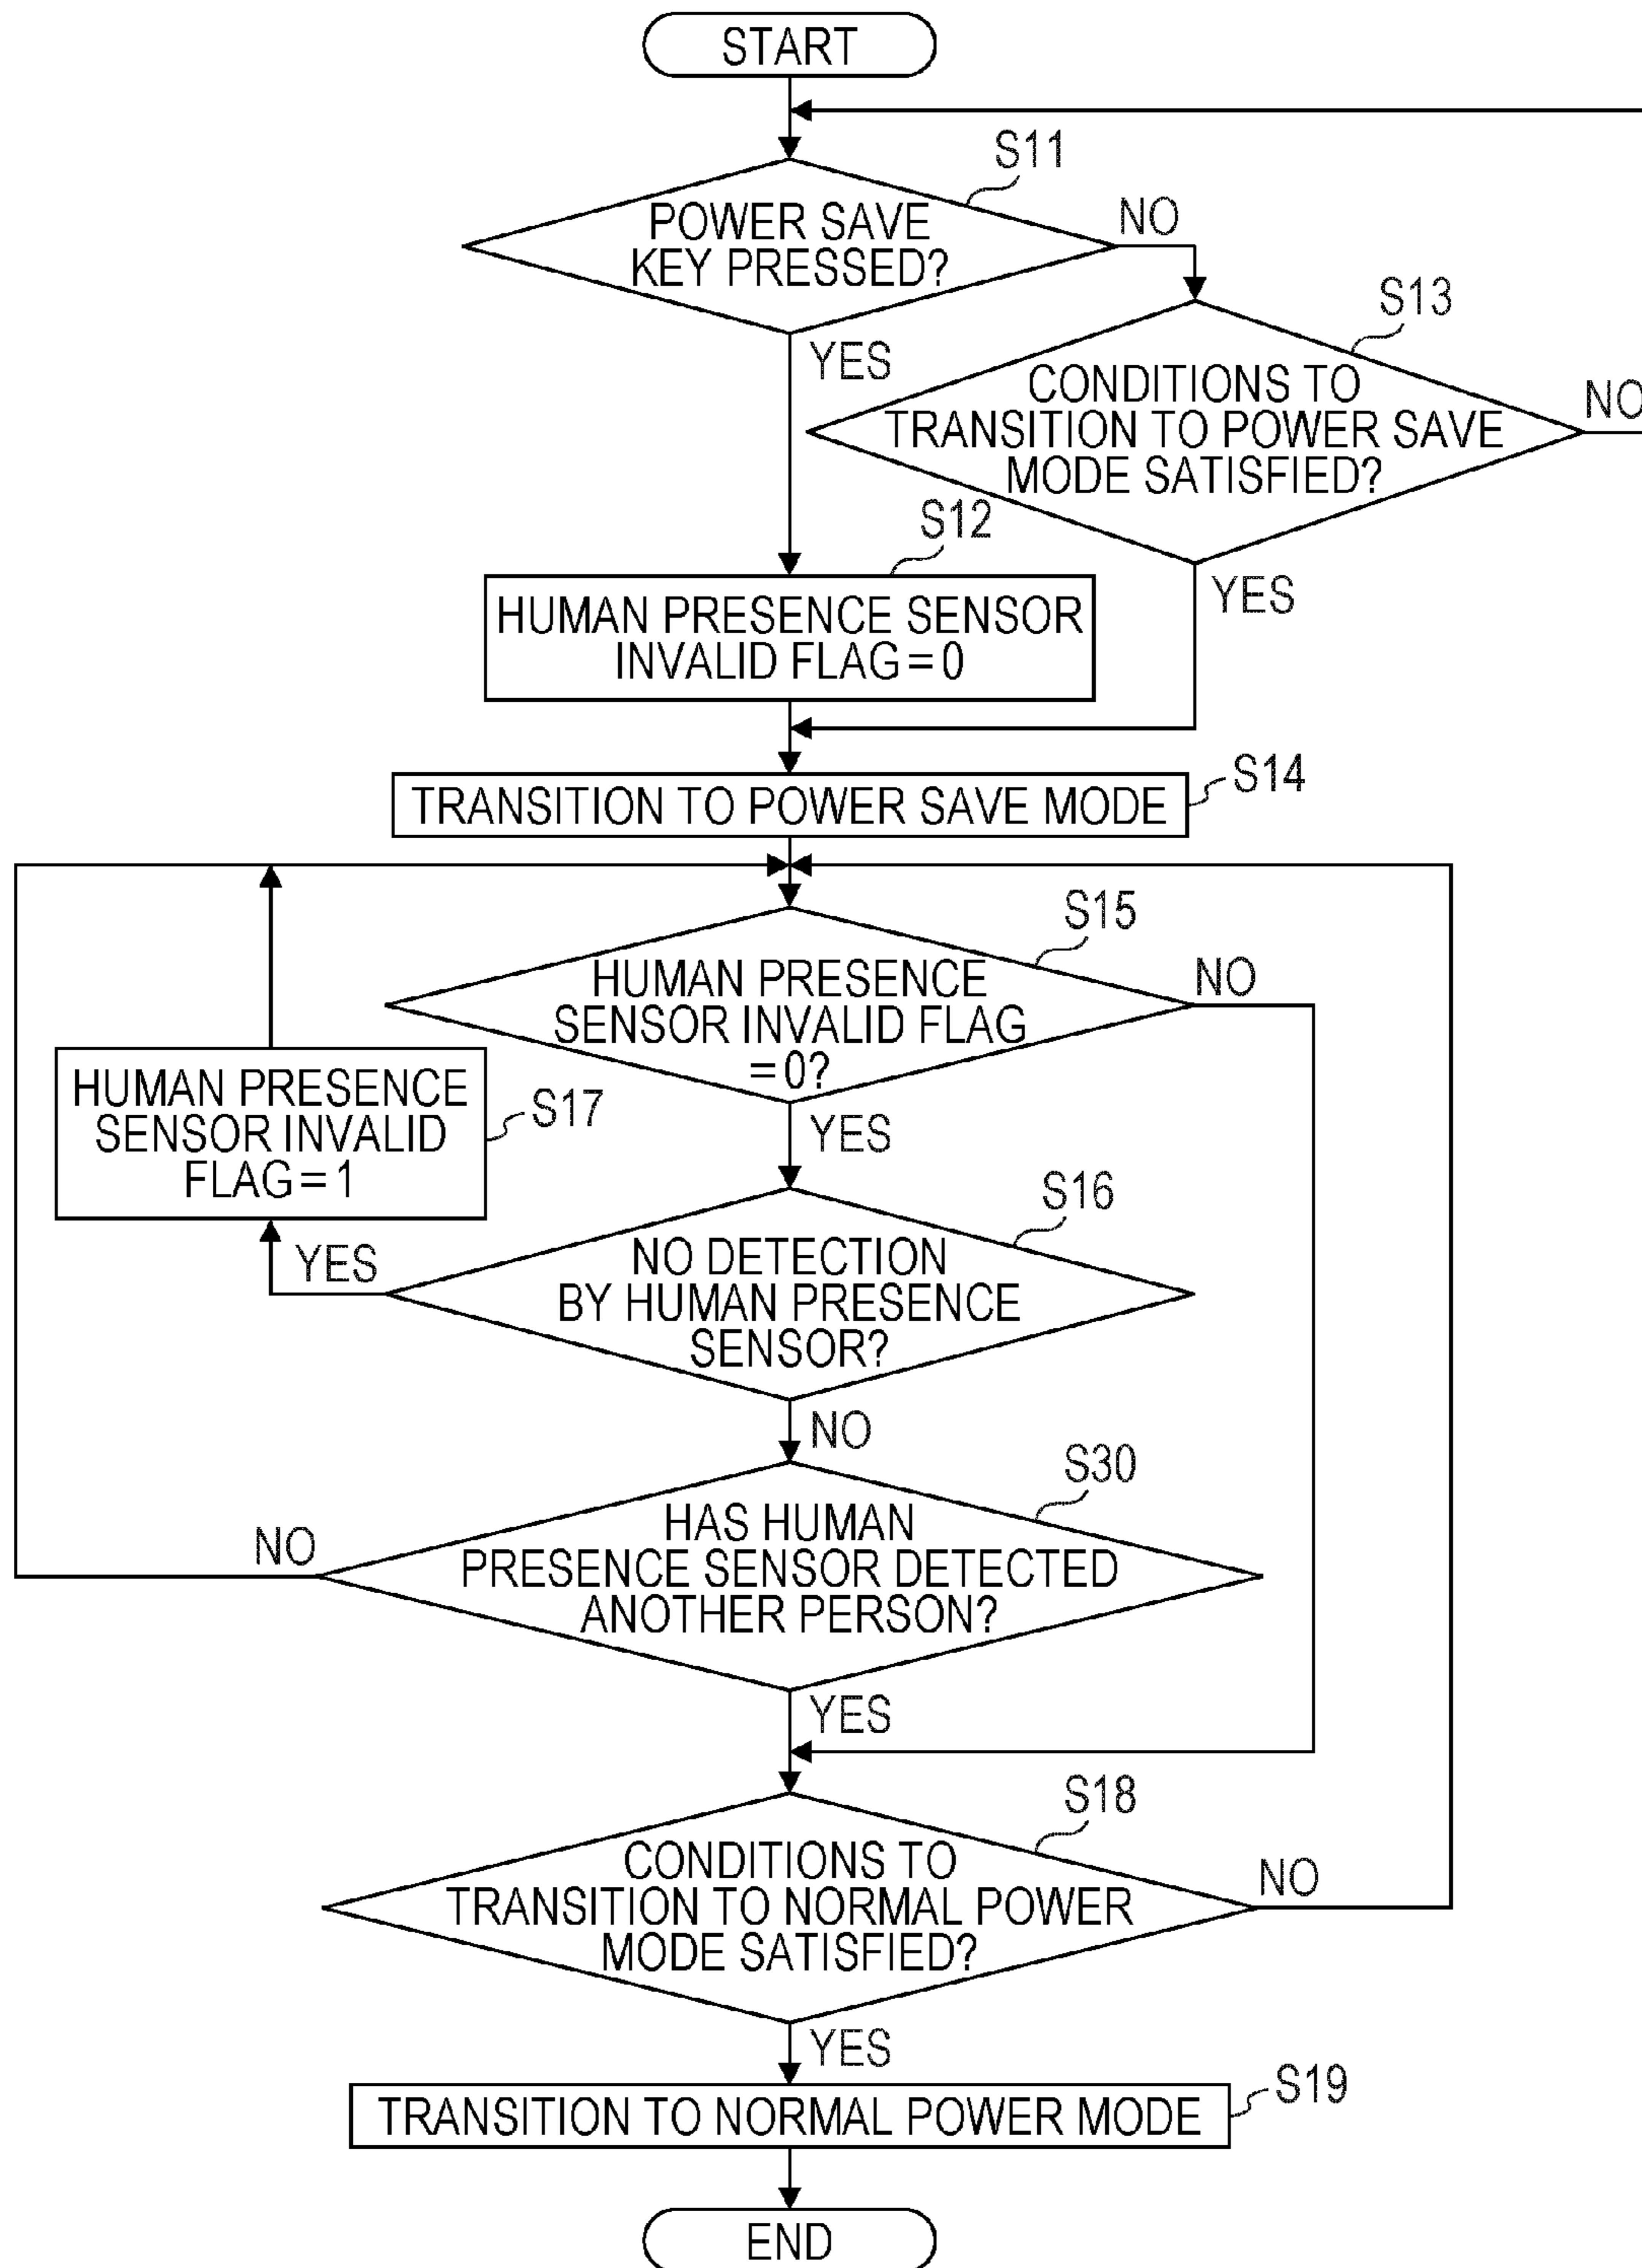 START
S11
POWER SAVE
KEY PRESSED?
NO
YES
S13
CONDITIONS TO
TRANSITION TO POWER SAVE
MODE SATISFIED?
NO
YES
S12
HUMAN PRESENCE SENSOR
INVALID FLAG = 0
S14
TRANSITION TO POWER SAVE MODE
S15
HUMAN PRESENCE
SENSOR INVALID FLAG
= 0?
NO
YES
HUMAN PRESENCE
SENSOR INVALID
FLAG = 1
S17
S16
NO DETECTION
BY HUMAN PRESENCE
SENSOR?
YES
NO
S30
HAS HUMAN
PRESENCE SENSOR DETECTED
ANOTHER PERSON?
NO
YES
S18
CONDITIONS TO
TRANSITION TO NORMAL POWER
MODE SATISFIED?
NO
YES
S19
TRANSITION TO NORMAL POWER MODE
END